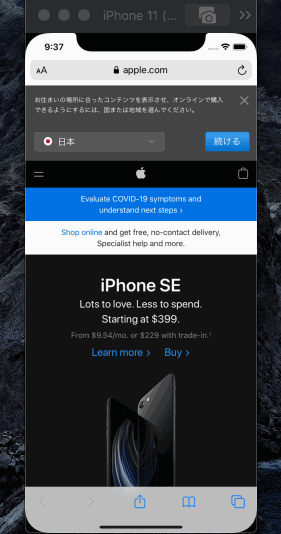 iPhone 11 (...
9:37
AA
apple.com
お住まいの場所に合ったコンテンツを表示させ、オンラインで購入
できるようにするには、国または地域を選んでください。
日本
続ける
Evaluate COVID-19 symptoms and
understand next steps >
Shop online and get free, no-contact delivery,
Specialist help and more.
iPhone SE
Lots to love. Less to spend.
Starting at $399.
From $9.54/mo. or $229 with trade-in.¹
Learn more >
Buy >